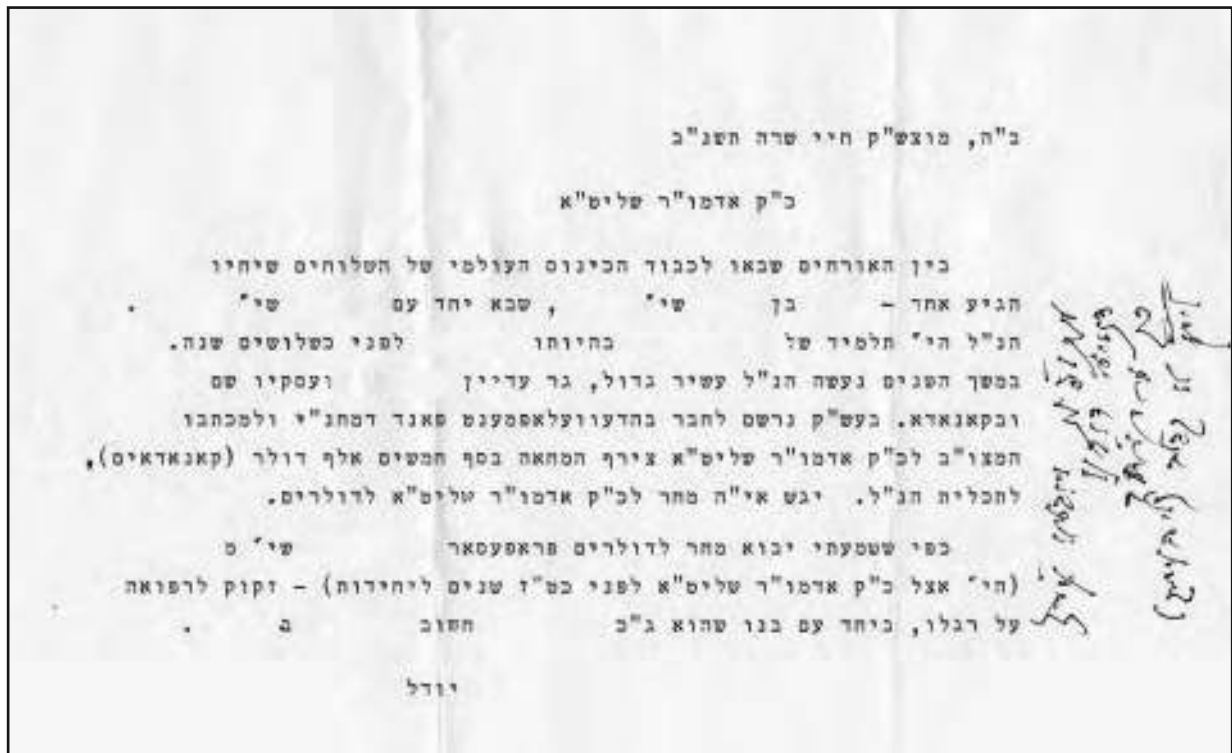 ב"ה, מוצש"ק חיי שרה תשנ"ב
כ"ק אדמו"ר שליט"א
בין האורחים שבאו לכבוד הכינוס העולמי של השלוחים שיחיו
הגיע אחד - בן שי' , שבא יחד עם שי' .
הנ"ל הי' תלמיד של בהיותו לפני כשלושים שנה.
במשך השנים נעשה הנ"ל עשיר גדול, גר עדיין ועסקיו שם
ובקאנאדא. בעש"ק נרשם לחבר בהדעוועלאפמענט פאנד דמחנ"י ולמכתבו
המצו"ב לכ"ק אדמו"ר שליט"א צירף המחאה בסך חמשים אלף דולר (קאנאדאים),
לתכלית הנ"ל. יגש אי"ה מחר לכ"ק אדמו"ר שליט"א לדולרים.
כפי ששמעתי יבוא מחר לדולרים פראפעסאר שי' מ
(הי' אצל כ"ק אדמו"ר שליט"א לפני כט"ז שנים ליחידות) - זקוק לרפואה
על רגלו, ביחד עם בנו שהוא ג"כ חשוב ב .
יודל